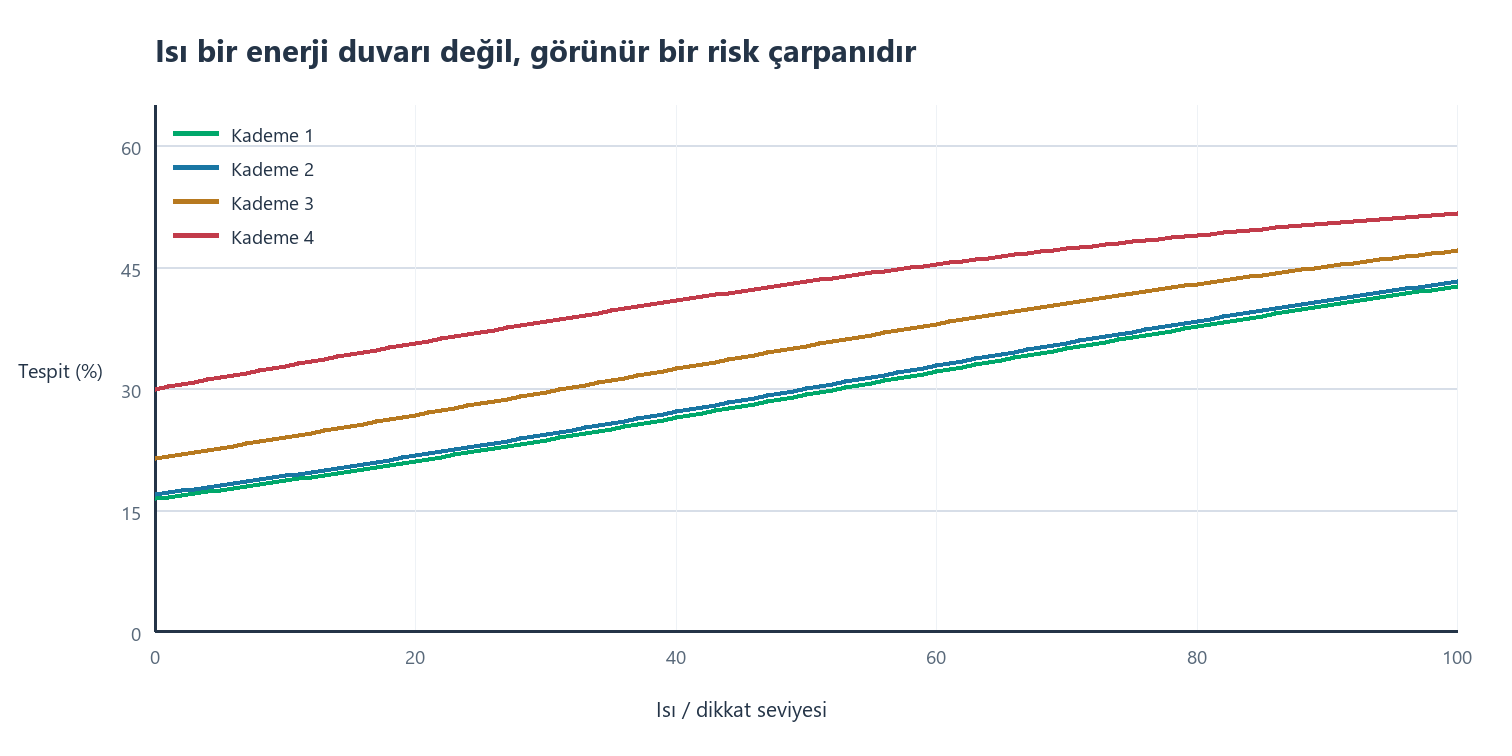 Isı bir enerji duvarı değil, görünür bir risk çarpanıdır
Kademe 1
Kademe 2
Kademe 3
Kademe 4
60
45
30
15
0
Tespit (%)
0 20 40 60 80 100
Isı / dikkat seviyesi